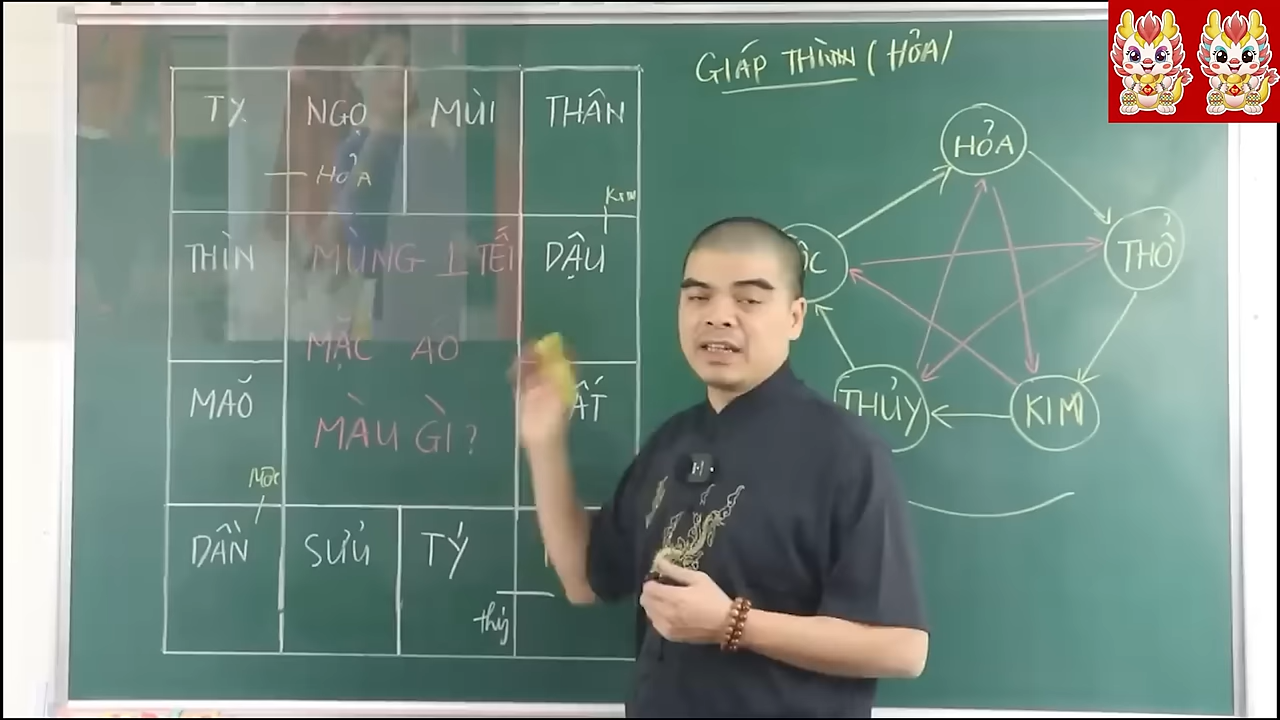 GIÁP THÌNN (HỎA)
TỴ NGỌ MÙI THÂN
HỎA
KIM
THÌN MÙNG 1 TẾT DẬU
MẶC ÁO
MÃO MÀU GÌ?
MỘC
DẦN SỬU TÝ
thủy
HỎA
THỔ
THỦY KIM